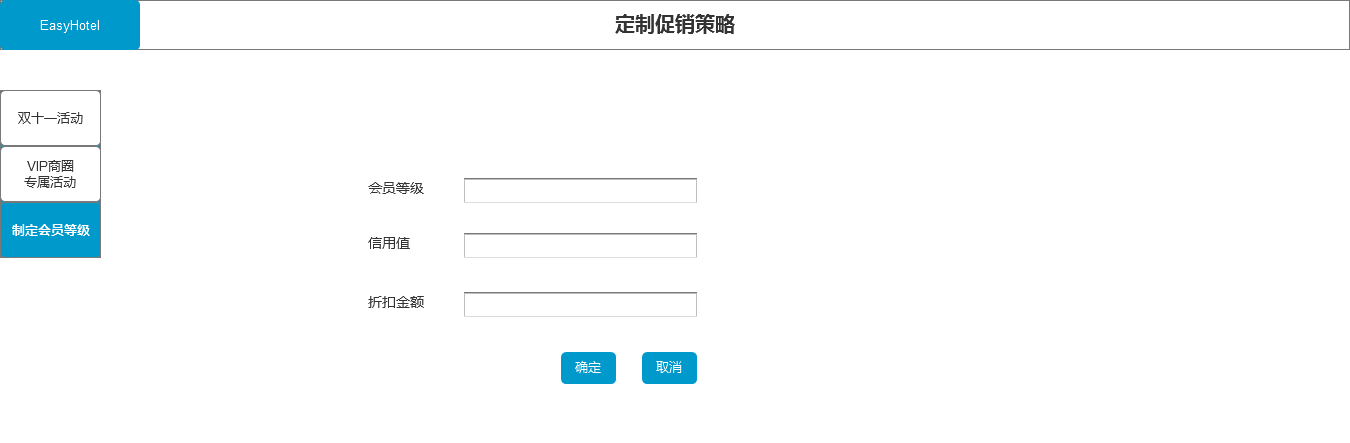 EasyHotel
定制促销策略
双十一活动
VIP商圈
专属活动
制定会员等级
会员等级
信用值
折扣金额
确定
取消